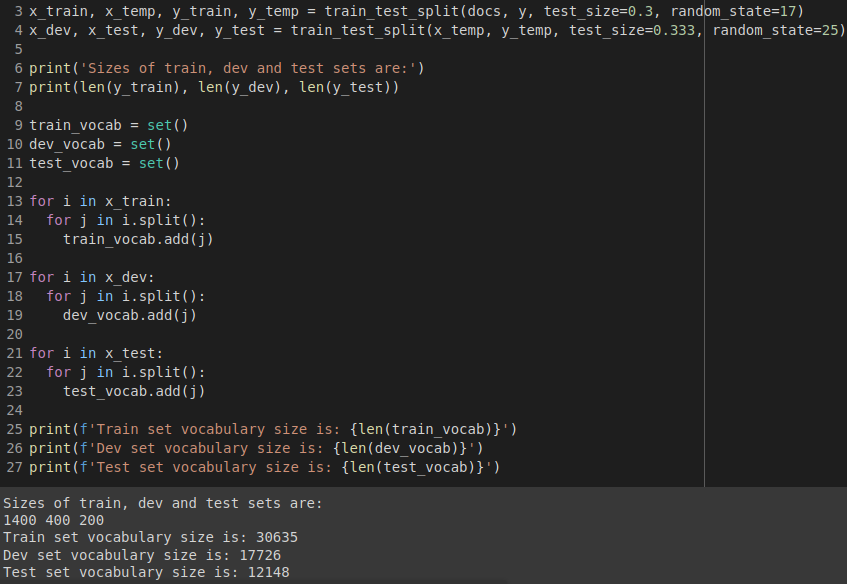 3 x_train, x_temp, y_train, y_temp = train_test_split(docs, y, test_size=0.3, random_state=17)
4 x_dev, x_test, y_dev, y_test = train_test_split(x_temp, y_temp, test_size=0.333, random_state=25)
5
6 print('Sizes of train, dev and test sets are:')
7 print(len(y_train), len(y_dev), len(y_test))
8
9 train_vocab = set()
10 dev_vocab = set()
11 test_vocab = set()
12
13 for i in x_train:
14   for j in i.split():
15     train_vocab.add(j)
16
17 for i in x_dev:
18   for j in i.split():
19     dev_vocab.add(j)
20
21 for i in x_test:
22   for j in i.split():
23     test_vocab.add(j)
24
25 print(f'Train set vocabulary size is: {len(train_vocab)}')
26 print(f'Dev set vocabulary size is: {len(dev_vocab)}')
27 print(f'Test set vocabulary size is: {len(test_vocab)}')
Sizes of train, dev and test sets are:
1400 400 200
Train set vocabulary size is: 30635
Dev set vocabulary size is: 17726
Test set vocabulary size is: 12148